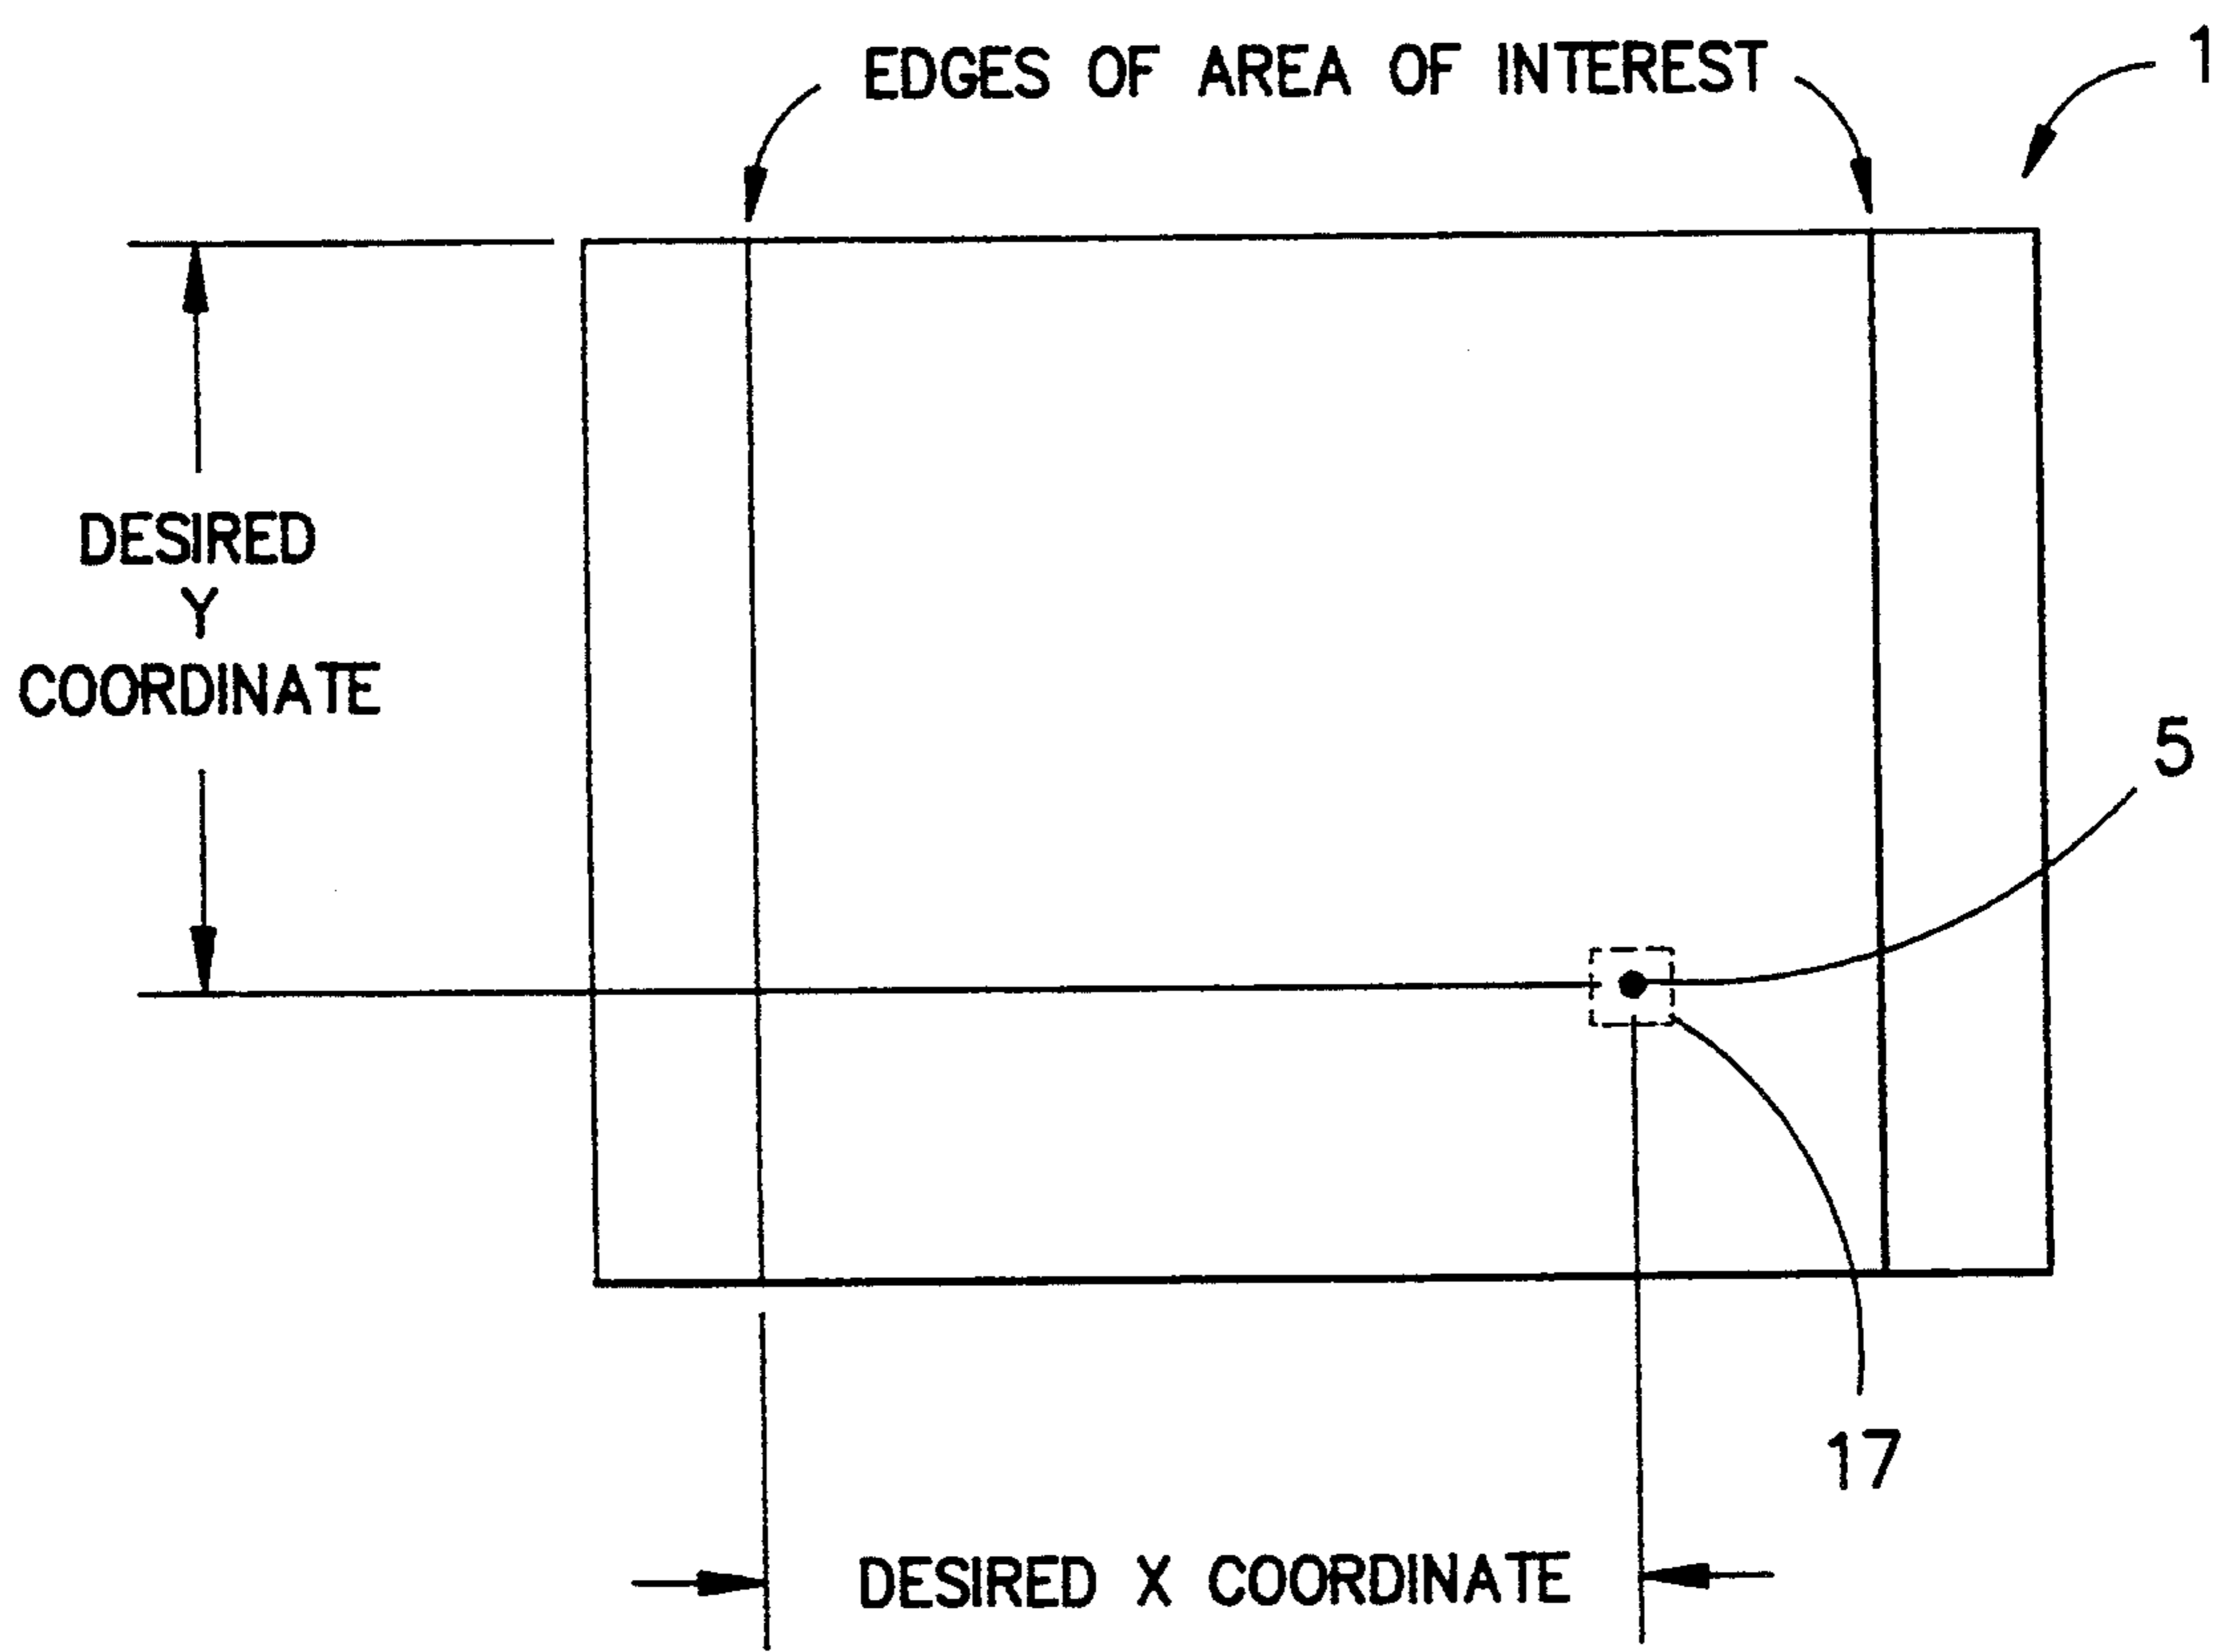 EDGES OF AREA OF INTEREST
1
DESIRED
Y
COORDINATE
5
17
DESIRED X COORDINATE